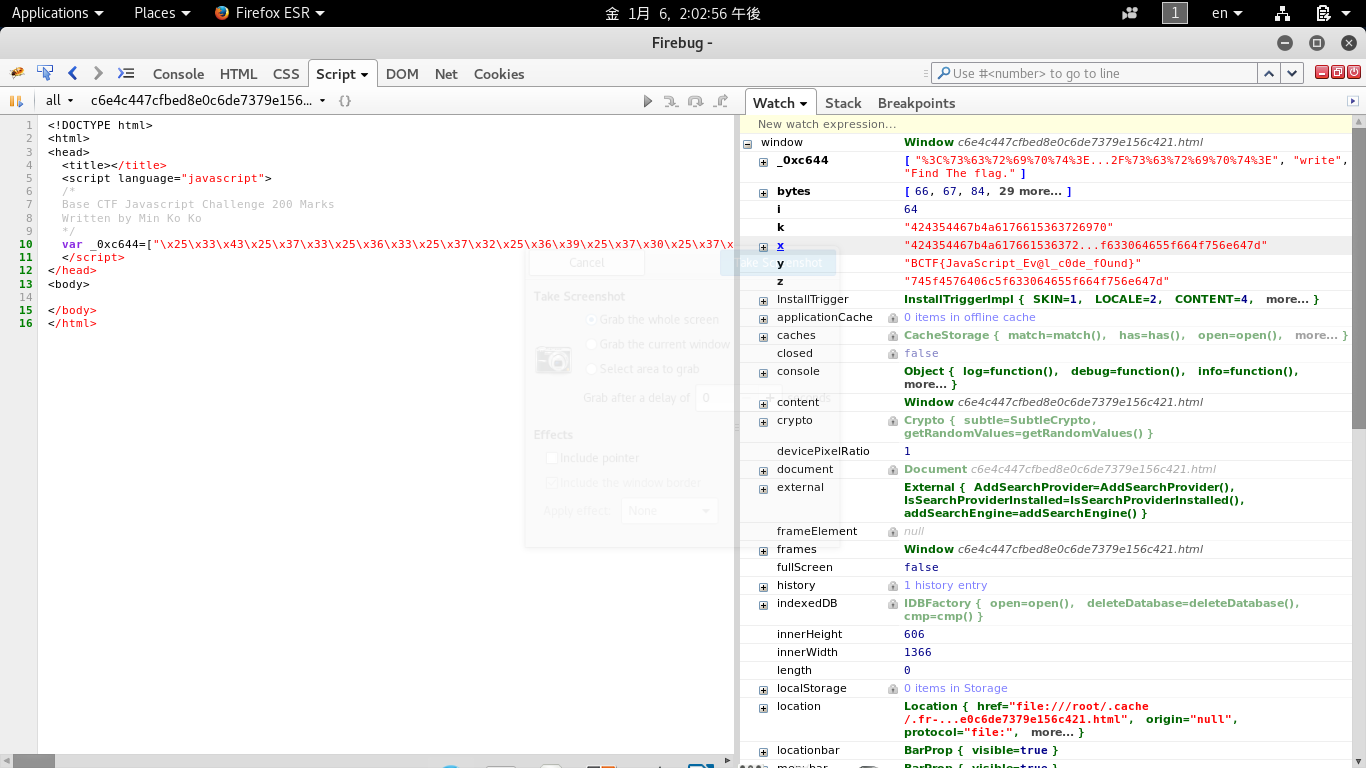 Applications Places Firefox ESR 金 1月 6, 2:02:56 午後 1 en
Firebug -
Console HTML CSS Script DOM Net Cookies Use #<number> to go to line
all c6e4c447cfbed8e0c6de7379e156... {} Watch Stack Breakpoints
1 <!DOCTYPE html>
2 <html>
3 <head>
4 <title></title>
5 <script language="javascript">
6 /*
7 Base CTF Javascript Challenge 200 Marks
8 Written by Min Ko Ko
9 */
10 var _0xc644=["\x25\x33\x43\x25\x37\x33\x25\x36\x33\x25\x37\x32\x25\x36\x39\x25\x37\x30\x25\x37\x
11 </script>
12 </head>
13 <body>
14
15 </body>
16 </html>
Cancel Take Screenshot
Take Screenshot
Grab the whole screen
Grab the current window
Select area to grab
Grab after a delay of 0 seconds
Effects
Include pointer
Include the window border
Apply effect: None
New watch expression...
window Window c6e4c447cfbed8e0c6de7379e156c421.html
_0xc644 [ "%3C%73%63%72%69%70%74%3E...2F%73%63%72%69%70%74%3E", "write",
"Find The flag." ]
bytes [ 66, 67, 84, 29 more... ]
i 64
k "424354467b4a6176615363726970"
x "424354467b4a617661536372...f633064655f664f756e647d"
y "BCTF{JavaScript_Ev@l_c0de_fOund}"
z "745f4576406c5f633064655f664f756e647d"
InstallTrigger InstallTriggerImpl { SKIN=1, LOCALE=2, CONTENT=4, more... }
applicationCache 0 items in offline cache
caches CacheStorage { match=match(), has=has(), open=open(), more... }
closed false
console Object { log=function(), debug=function(), info=function(),
more... }
content Window c6e4c447cfbed8e0c6de7379e156c421.html
crypto Crypto { subtle=SubtleCrypto,
getRandomValues=getRandomValues() }
devicePixelRatio 1
document Document c6e4c447cfbed8e0c6de7379e156c421.html
external External { AddSearchProvider=AddSearchProvider(),
IsSearchProviderInstalled=IsSearchProviderInstalled(),
addSearchEngine=addSearchEngine() }
frameElement null
frames Window c6e4c447cfbed8e0c6de7379e156c421.html
fullScreen false
history 1 history entry
indexedDB IDBFactory { open=open(), deleteDatabase=deleteDatabase(),
cmp=cmp() }
innerHeight 606
innerWidth 1366
length 0
localStorage 0 items in Storage
location Location { href="file:///root/.cache
/.fr-...e0c6de7379e156c421.html", origin="null",
protocol="file:", more... }
locationbar BarProp { visible=true }
menubar BarProp { visible=true }